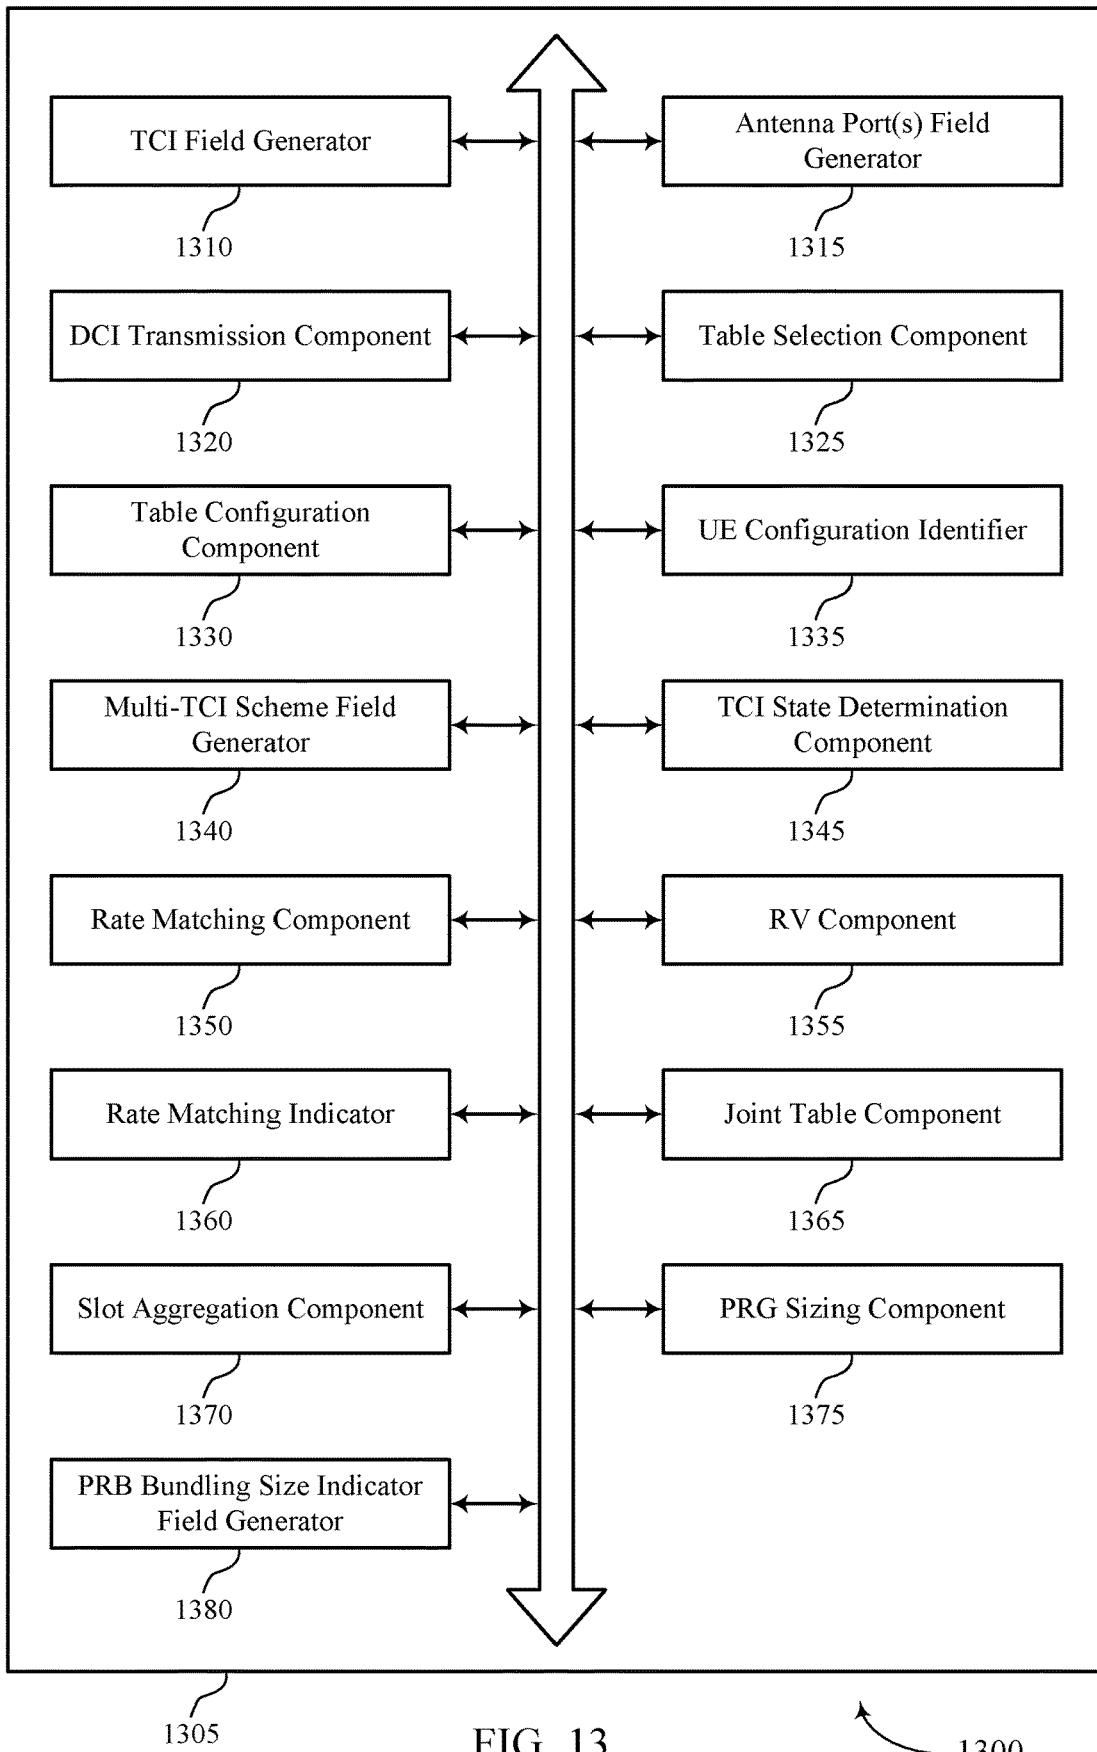 TCI Field Generator
1310
Antenna Port(s) Field
Generator
1315
DCI Transmission Component
1320
Table Selection Component
1325
Table Configuration
Component
1330
UE Configuration Identifier
1335
Multi-TCI Scheme Field
Generator
1340
TCI State Determination
Component
1345
Rate Matching Component
1350
RV Component
1355
Rate Matching Indicator
1360
Joint Table Component
1365
Slot Aggregation Component
1370
PRG Sizing Component
1375
PRB Bundling Size Indicator
Field Generator
1380
1305
FIG. 13
1300